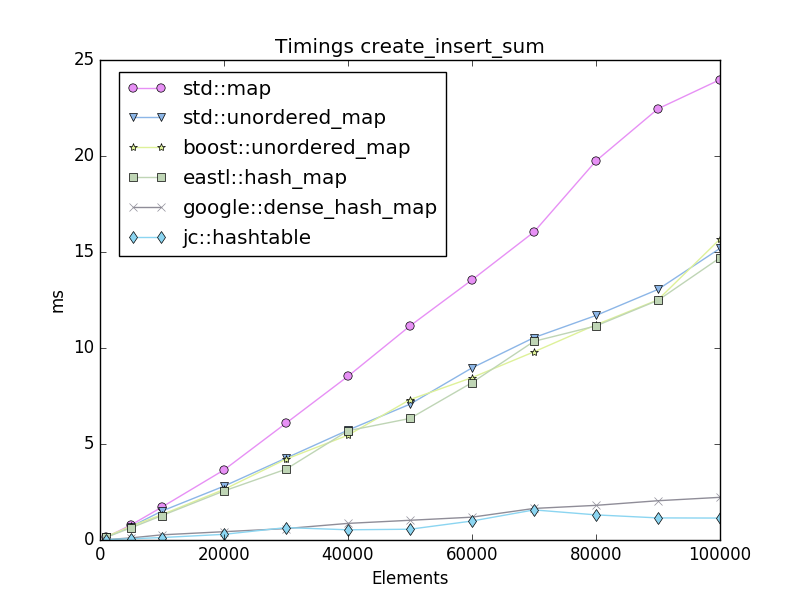 Timings create_insert_sum
25
20
15
10
5
0
ms
std::map
std::unordered_map
boost::unordered_map
eastl::hash_map
google::dense_hash_map
jc::hashtable
0 20000 40000 60000 80000 100000
Elements